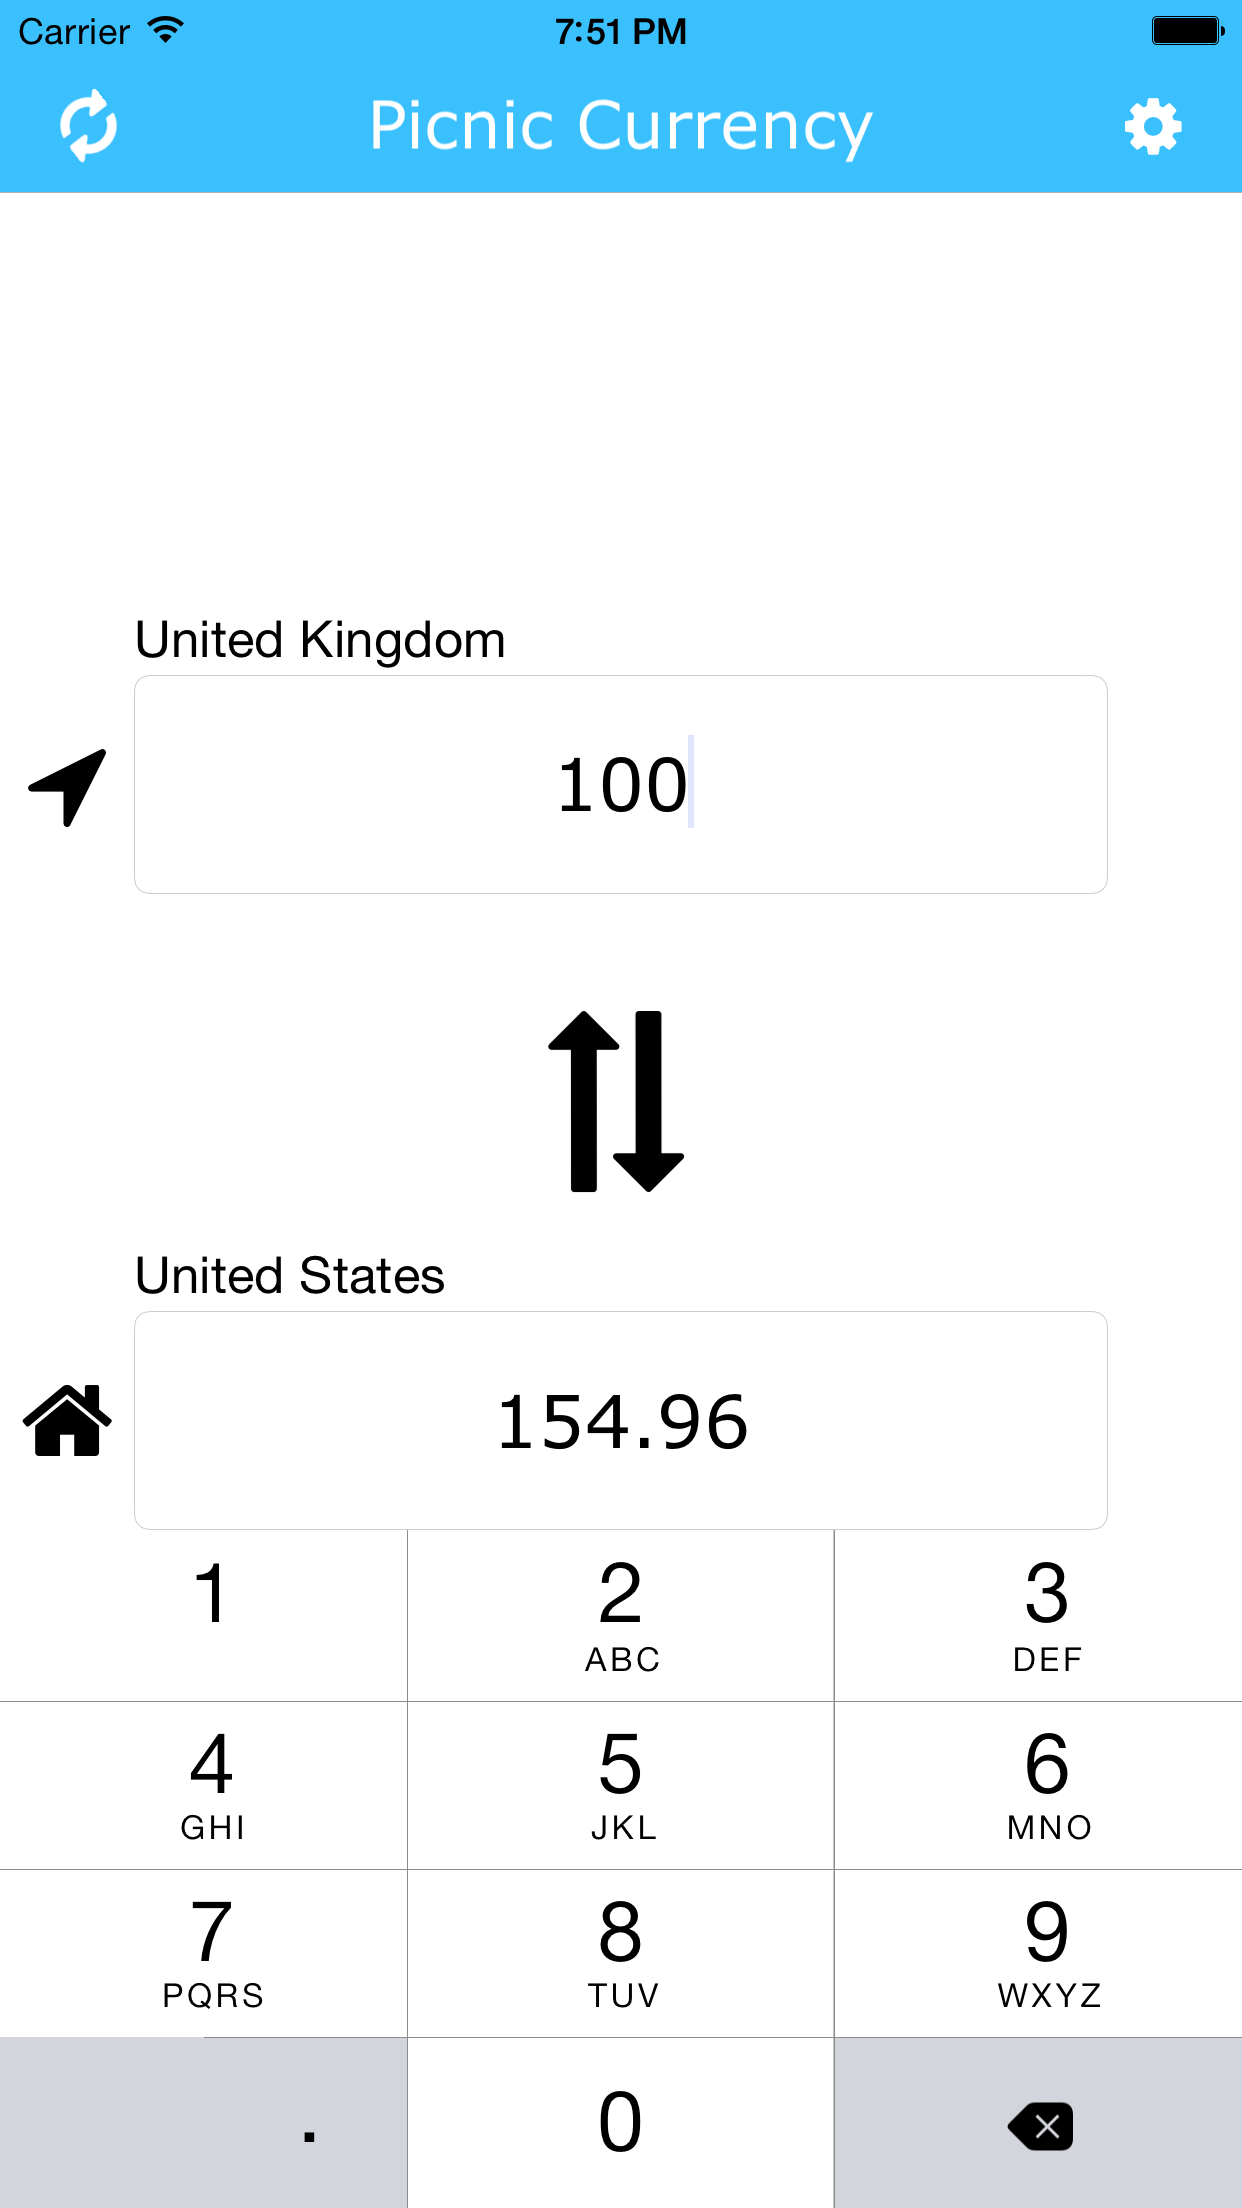 Carrier 7:51 PM
Picnic Currency
United Kingdom
100
United States
154.96
1 2 3
ABC DEF
4 5 6
GHI JKL MNO
7 8 9
PQRS TUV WXYZ
. 0